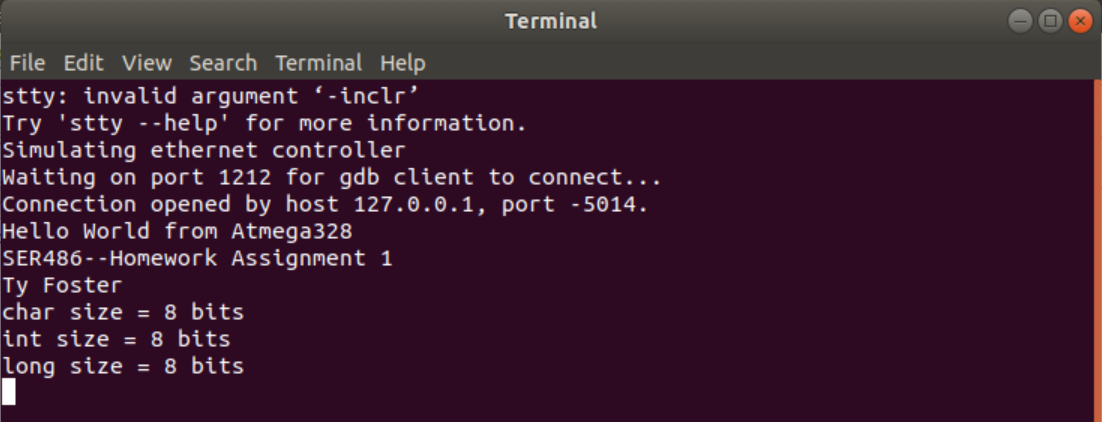 Terminal
File Edit View Search Terminal Help
stty: invalid argument ‘-inclr’
Try 'stty --help' for more information.
Simulating ethernet controller
Waiting on port 1212 for gdb client to connect...
Connection opened by host 127.0.0.1, port -5014.
Hello World from Atmega328
SER486--Homework Assignment 1
Ty Foster
char size = 8 bits
int size = 8 bits
long size = 8 bits